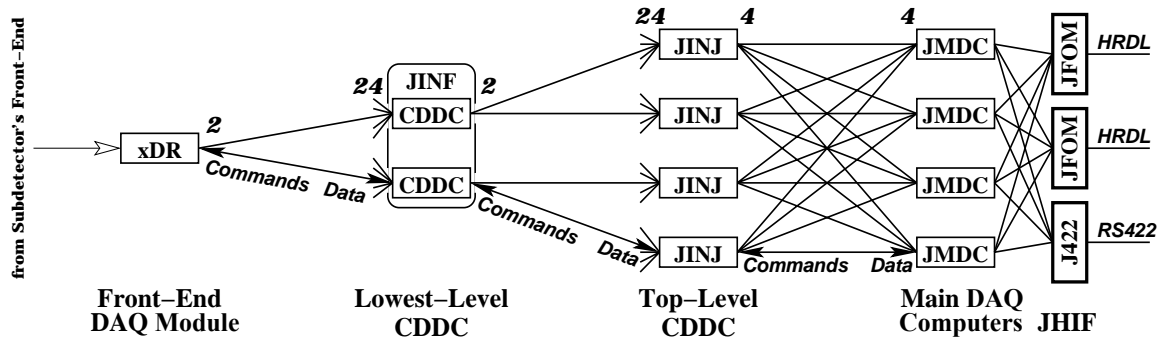 from Subdetector's Front–End
xDR
2
Commands Data
Front–End
DAQ Module
24
JINF
2
CDDC
CDDC
Commands Data
Lowest–Level
CDDC
24
4
JINJ
JINJ
JINJ
JINJ
Commands Data
Top–Level
CDDC
4
JMDC
JMDC
JMDC
JMDC
Main DAQ
Computers
JFOM
HRDL
JFOM
HRDL
J422
RS422
JHIF